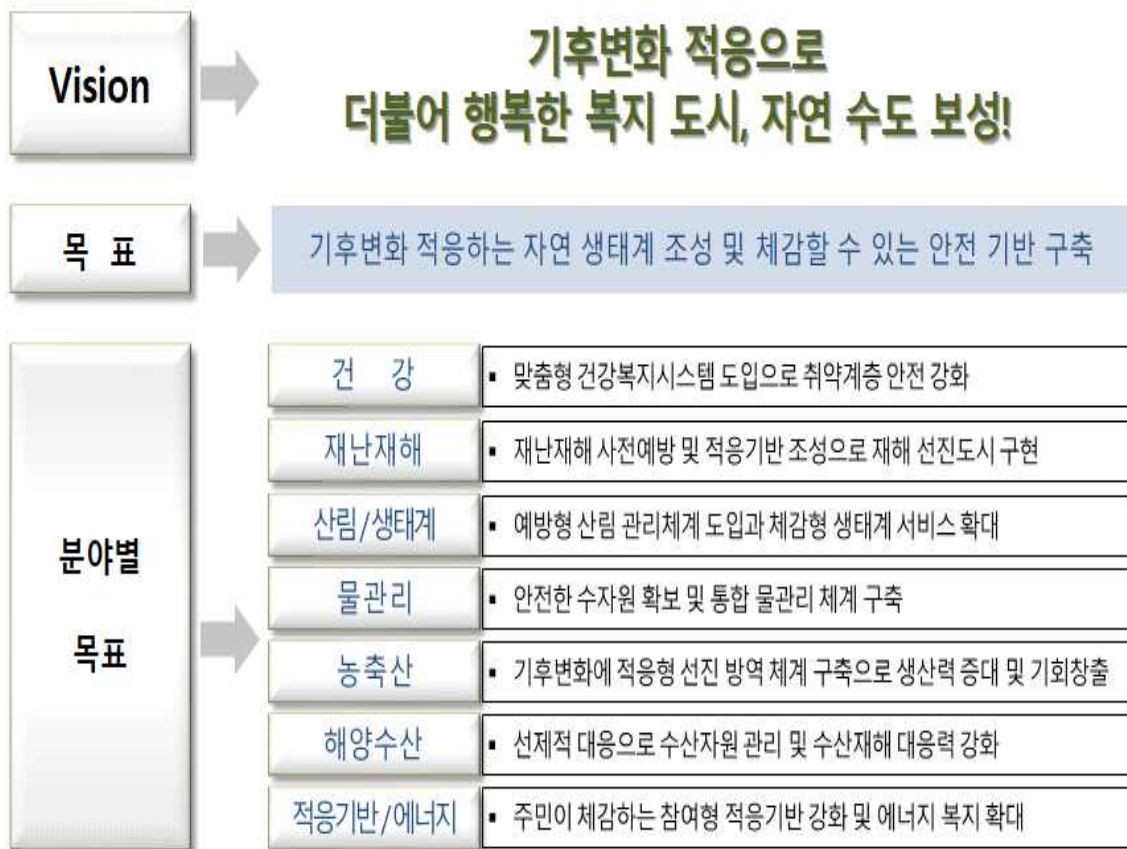 Vision
기후변화 적응으로
더불어 행복한 복지 도시, 자연 수도 보성!
목 표
기후변화 적응하는 자연 생태계 조성 및 체감할 수 있는 안전 기반 구축
분야별
목표
건 강
▪ 맞춤형 건강복지시스템 도입으로 취약계층 안전 강화
재난재해
▪ 재난재해 사전예방 및 적응기반 조성으로 재해 선진도시 구현
산림/생태계
▪ 예방형 산림 관리체계 도입과 체감형 생태계 서비스 확대
물관리
▪ 안전한 수자원 확보 및 통합 물관리 체계 구축
농축산
▪ 기후변화에 적응형 선진 방역 체계 구축으로 생산력 증대 및 기회창출
해양수산
▪ 선제적 대응으로 수산자원 관리 및 수산재해 대응력 강화
적응기반/에너지
▪ 주민이 체감하는 참여형 적응기반 강화 및 에너지 복지 확대